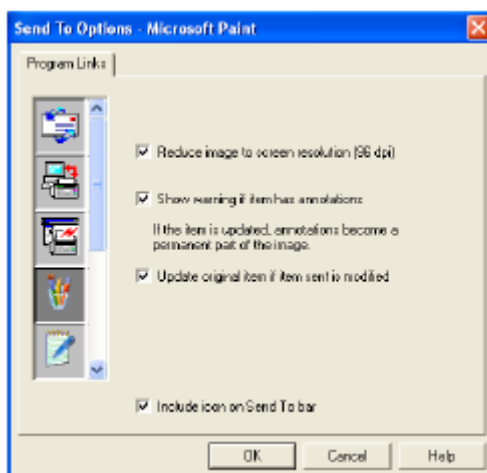 Send To Options - Microsoft Paint
Program Links
Reduce image to screen resolution (96 dpi)
Show warning if item has annotations
If the item is updated, annotations become a
permanent part of the image.
Update original item if item sent is modified
Include icon on Send To bar
OK
Cancel
Help